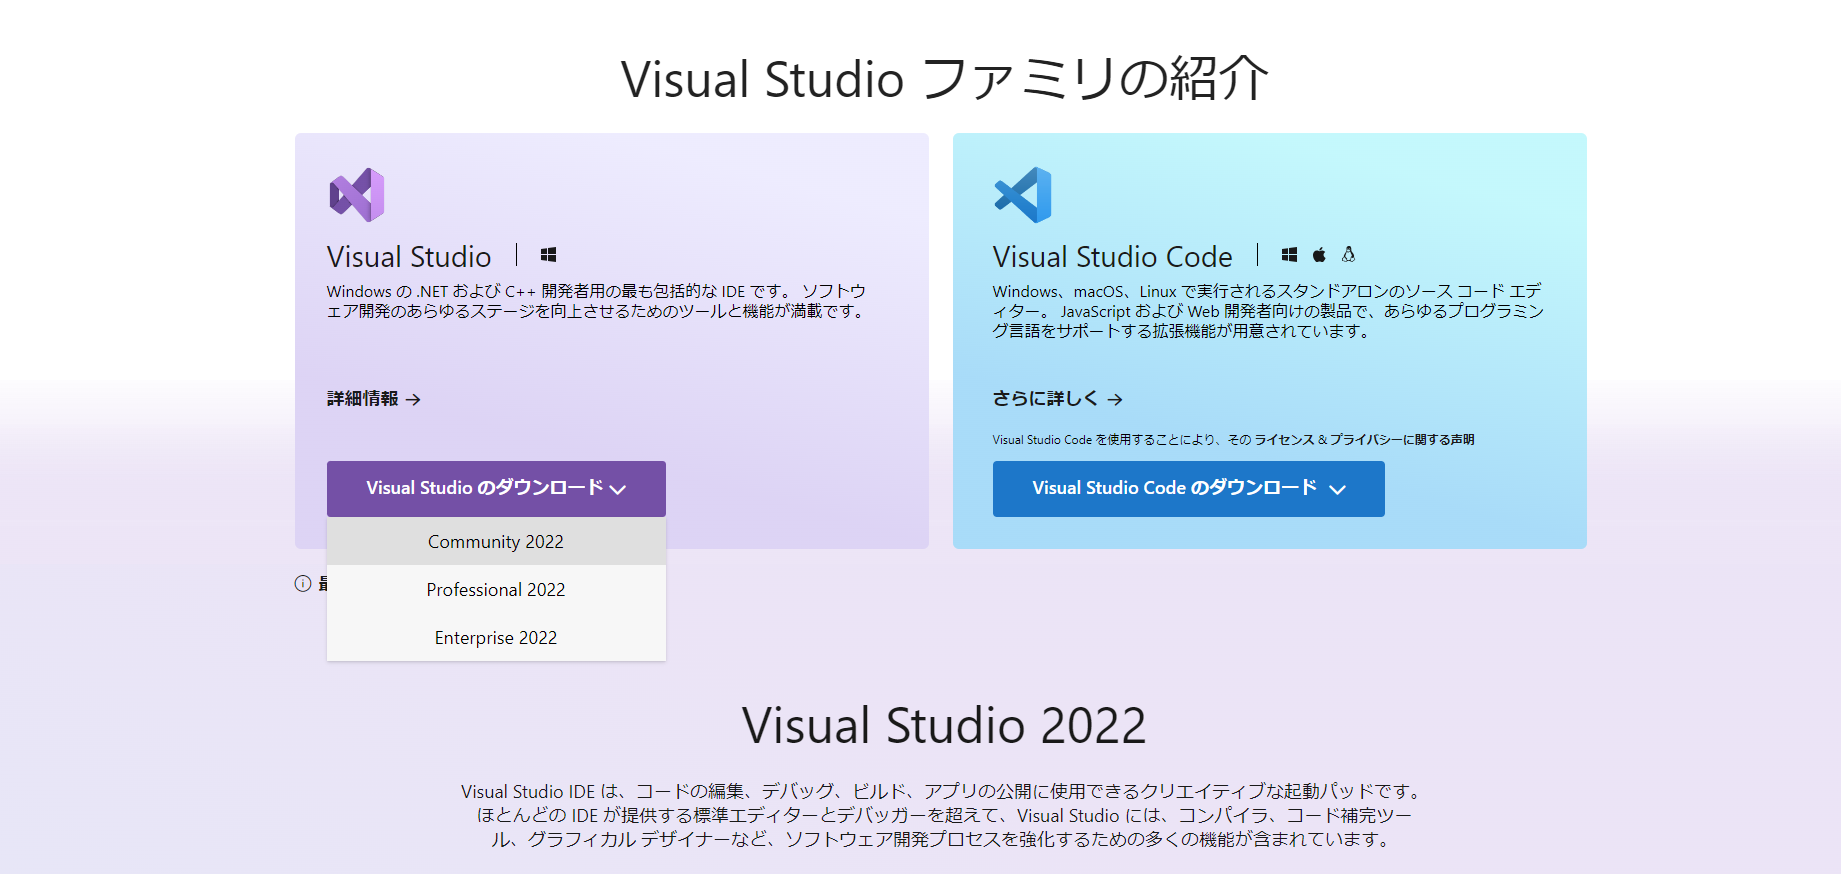 Visual Studio ファミリの紹介
Visual Studio
Windows の .NET および C++ 開発者用の最も包括的な IDE です。 ソフトウ
ェア開発のあらゆるステージを向上させるためのツールと機能が満載です。
詳細情報 →
Visual Studio のダウンロード
Community 2022
Professional 2022
Enterprise 2022
Visual Studio Code
Windows、macOS、Linux で実行されるスタンドアロンのソース コード エデ
ィター。 JavaScript および Web 開発者向けの製品で、あらゆるプログラミン
グ言語をサポートする拡張機能が用意されています。
さらに詳しく →
Visual Studio Code を使用することにより、その ライセンス & プライバシーに関する声明
Visual Studio Code のダウンロード
Visual Studio 2022
Visual Studio IDE は、コードの編集、デバッグ、ビルド、アプリの公開に使用できるクリエイティブな起動パッドです。
ほとんどの IDE が提供する標準エディターとデバッガーを超えて、Visual Studio には、コンパイラ、コード補完ツー
ル、グラフィカル デザイナーなど、ソフトウェア開発プロセスを強化するための多くの機能が含まれています。